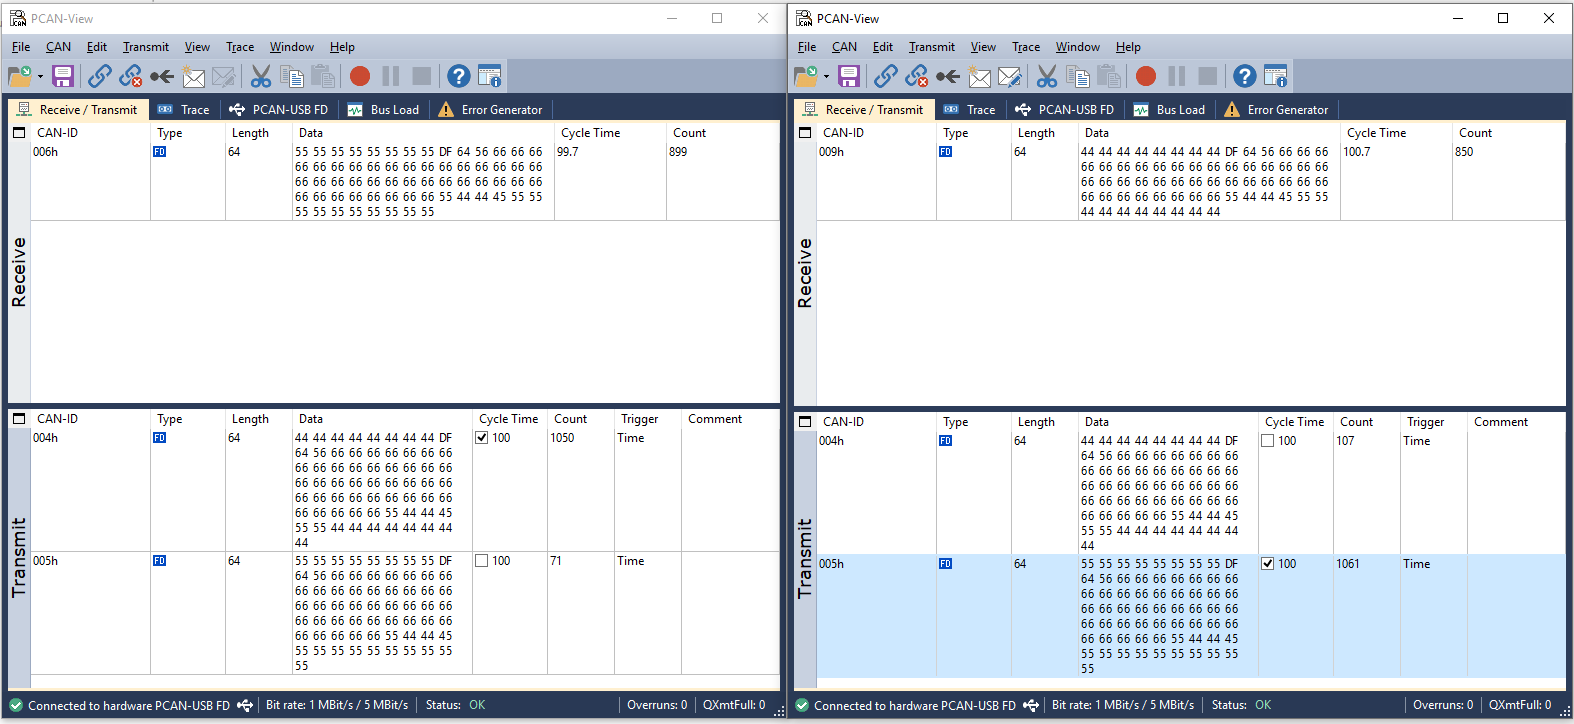 PCAN-View
File CAN Edit Transmit View Trace Window Help
Receive / Transmit Trace PCAN-USB FD Bus Load Error Generator
CAN-ID Type Length Data Cycle Time Count
006h FD 64 55 55 55 55 55 55 55 55 DF 64 56 66 66 66 99.7 899
66 66 66 66 66 66 66 66 66 66 66 66 66 66
66 66 66 66 66 66 66 66 66 66 66 66 66 66
66 66 66 66 66 66 66 66 55 44 44 45 55 55
55 55 55 55 55 55 55 55
Receive
CAN-ID Type Length Data Cycle Time Count Trigger Comment
004h FD 64 44 44 44 44 44 44 44 44 DF 100 1050 Time
64 56 66 66 66 66 66 66 66
66 66 66 66 66 66 66 66 66
66 66 66 66 66 66 66 66 66
66 66 66 66 66 66 66 66 66
66 66 66 66 66 55 44 44 45
55 55 44 44 44 44 44 44 44
44
005h FD 64 55 55 55 55 55 55 55 55 DF 100 71 Time
64 56 66 66 66 66 66 66 66
66 66 66 66 66 66 66 66 66
66 66 66 66 66 66 66 66 66
66 66 66 66 66 66 66 66 66
66 66 66 66 66 55 44 44 45
55 55 55 55 55 55 55 55 55
55
Transmit
Connected to hardware PCAN-USB FD Bit rate: 1 MBit/s / 5 MBit/s Status: OK Overruns: 0 QXmtFull: 0
PCAN-View
File CAN Edit Transmit View Trace Window Help
Receive / Transmit Trace PCAN-USB FD Bus Load Error Generator
CAN-ID Type Length Data Cycle Time Count
009h FD 64 44 44 44 44 44 44 44 44 DF 64 56 66 66 66 100.7 850
66 66 66 66 66 66 66 66 66 66 66 66 66 66
66 66 66 66 66 66 66 66 66 66 66 66 66 66
66 66 66 66 66 66 66 66 55 44 44 45 55 55
44 44 44 44 44 44 44 44
Receive
CAN-ID Type Length Data Cycle Time Count Trigger Comment
004h FD 64 44 44 44 44 44 44 44 44 DF 100 107 Time
64 56 66 66 66 66 66 66 66
66 66 66 66 66 66 66 66 66
66 66 66 66 66 66 66 66 66
66 66 66 66 66 66 66 66 66
66 66 66 66 66 55 44 44 45
55 55 44 44 44 44 44 44 44
44
005h FD 64 55 55 55 55 55 55 55 55 DF 100 1061 Time
64 56 66 66 66 66 66 66 66
66 66 66 66 66 66 66 66 66
66 66 66 66 66 66 66 66 66
66 66 66 66 66 66 66 66 66
66 66 66 66 66 55 44 44 45
55 55 55 55 55 55 55 55 55
55
Transmit
Connected to hardware PCAN-USB FD Bit rate: 1 MBit/s / 5 MBit/s Status: OK Overruns: 0 QXmtFull: 0